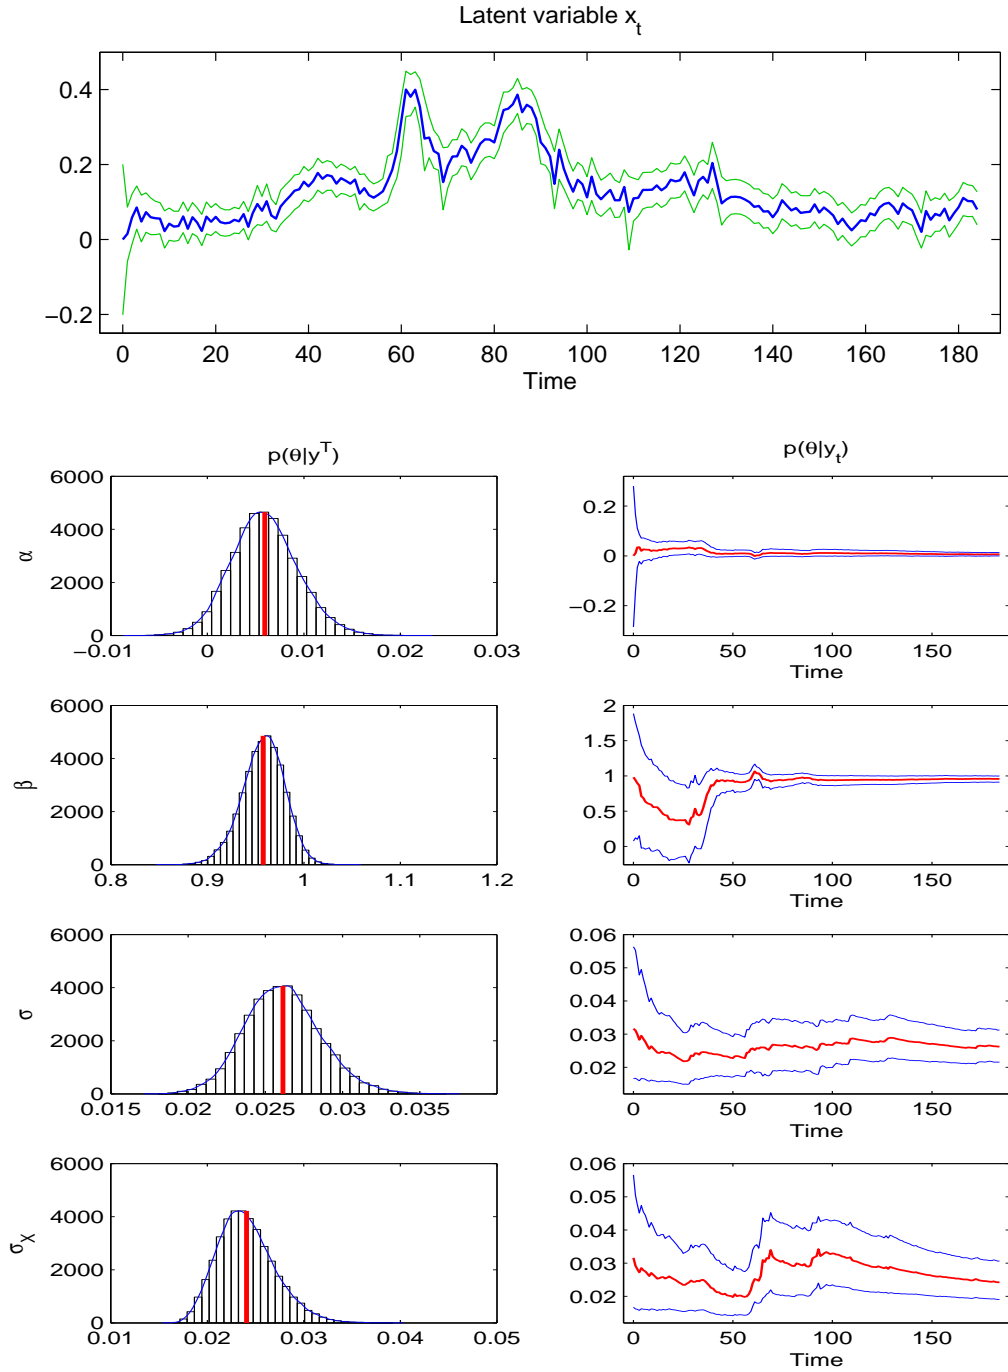 Latent variable x_t
0.4
0.2
0
−0.2
0 20 40 60 80 100 120 140 160 180
Time
p(θ|y^T)
6000
4000
2000
0
α
−0.01 0 0.01 0.02 0.03
p(θ|y_t)
0.2
0
−0.2
0 50 100 150
Time
6000
4000
2000
0
β
0.8 0.9 1 1.1 1.2
2
1.5
1
0.5
0
0 50 100 150
Time
6000
4000
2000
0
σ
0.015 0.02 0.025 0.03 0.035
0.06
0.05
0.04
0.03
0.02
0 50 100 150
Time
6000
4000
2000
0
σ_χ
0.01 0.02 0.03 0.04 0.05
0.06
0.05
0.04
0.03
0.02
0 50 100 150
Time